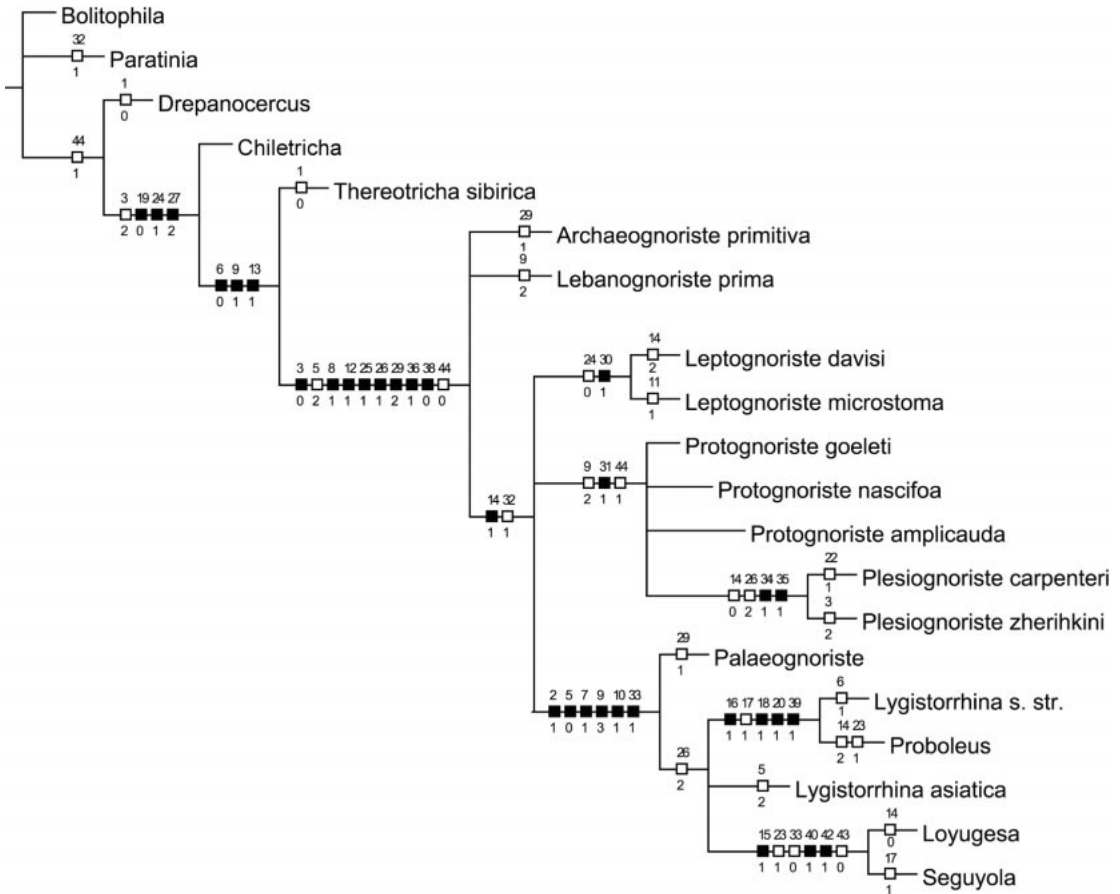 Bolitophila
32
Paratinia
1
1
Drepanocercus
0
44
1
Chiletricha
1
Thereotricha sibirica
0
3 19 24 27
2 0 1 2
29
Archaeognoriste primitiva
1
9
Lebanognoriste prima
2
6 9 13
0 1 1
14
Leptognoriste davisi
2
24 30
0 1
11
Leptognoriste microstoma
1
3 5 8 12 25 26 29 36 38 44
0 2 1 1 1 1 2 1 0 0
Protognoriste goeleti
9 31 44
2 1 1
Protognoriste nascifoa
14 32
1 1
Protognoriste amplicauda
22
Plesiognoriste carpenteri
1
14 26 34 35
0 2 1 1
3
Plesiognoriste zherihkini
2
29
Palaeognoriste
1
6
Lygistorrhina s. str.
1
2 5 7 9 10 33
1 0 1 3 1 1
16 17 18 20 39
1 1 1 1 1
14 23
Proboleus
2 1
26
2
5
Lygistorrhina asiatica
2
14
Loyugesa
0
15 23 33 40 42 43
1 1 0 1 1 0
17
Seguyola
1